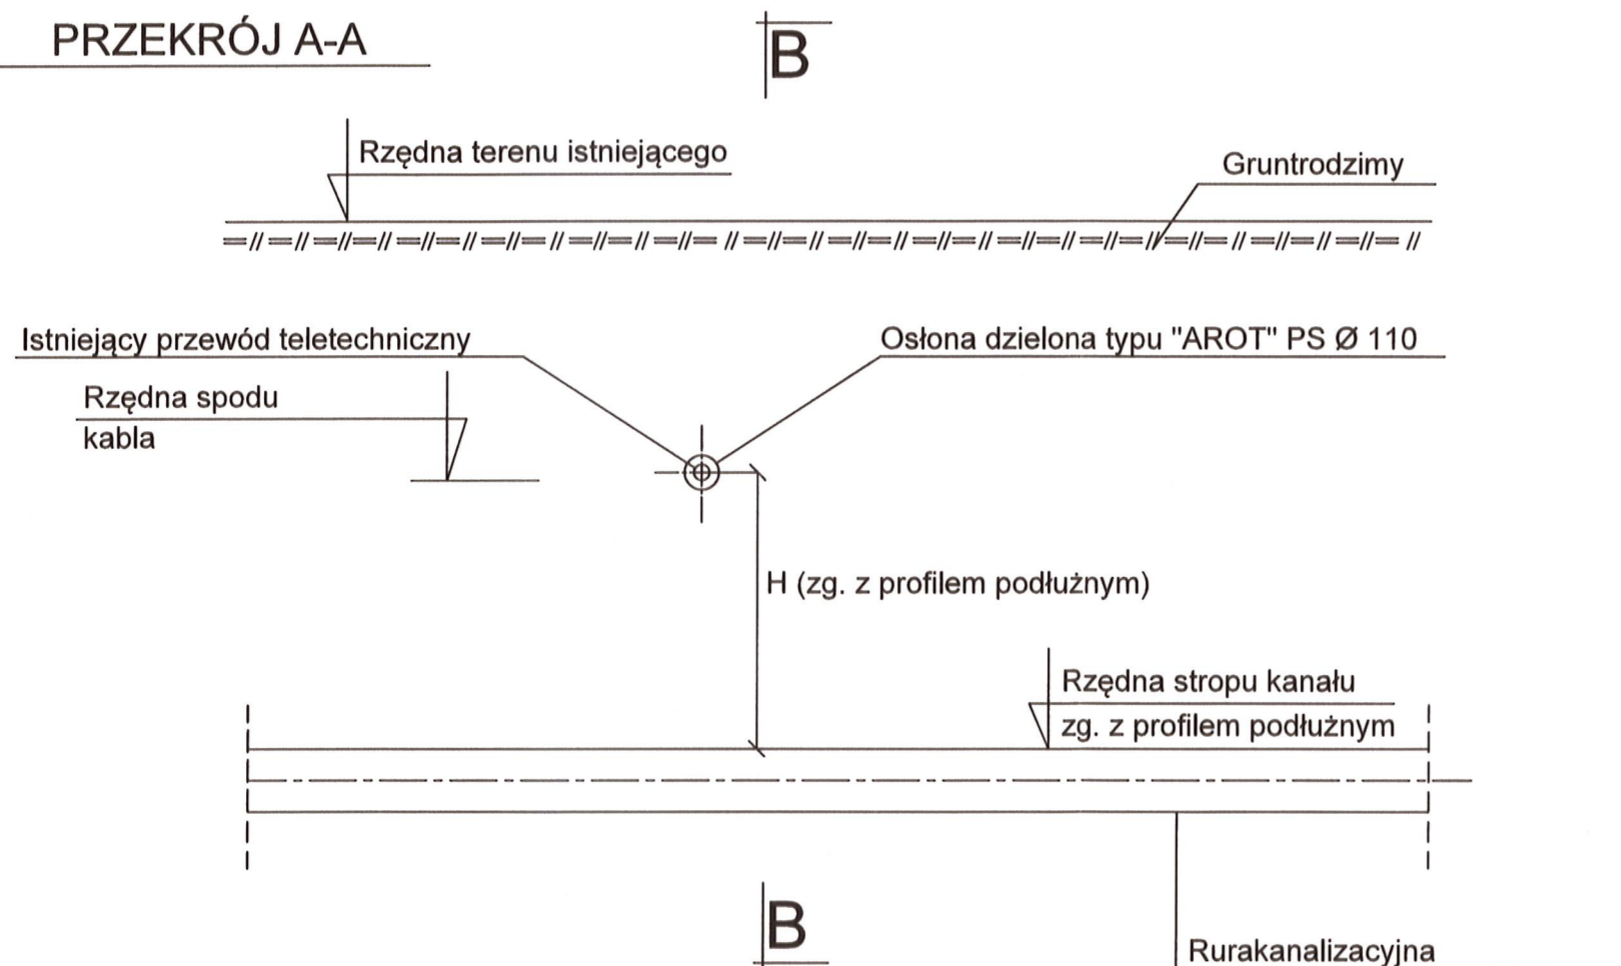 PRZEKRÓJ A-A
B
Rzędna terenu istniejącego
Gruntrodzimy
Istniejący przewód teletechniczny
Osłona dzielona typu "AROT" PS Ø 110
Rzędna spodu
kabla
H (zg. z profilem podłużnym)
Rzędna stropu kanału
zg. z profilem podłużnym
B
Rurakanalizacyjna